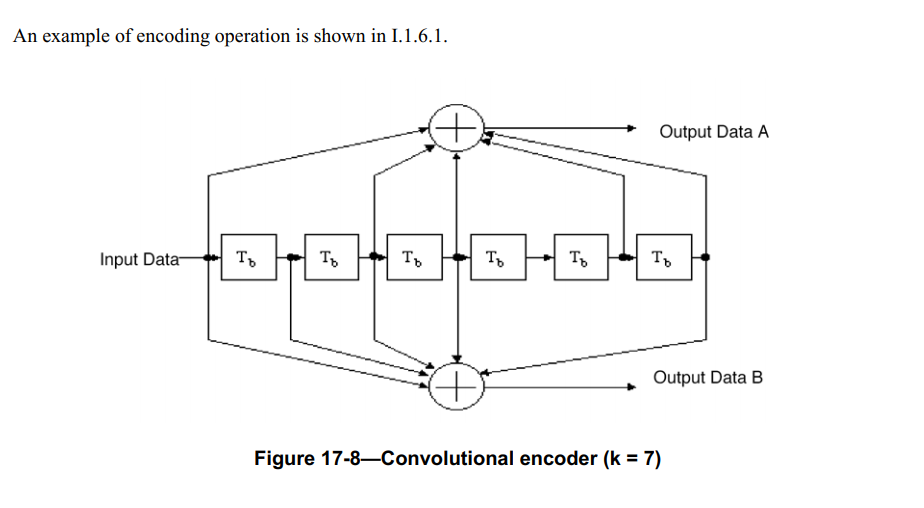 An example of encoding operation is shown in I.1.6.1.
Output Data A
Input Data
Tb Tb Tb Tb Tb Tb
Output Data B
Figure 17-8—Convolutional encoder (k = 7)